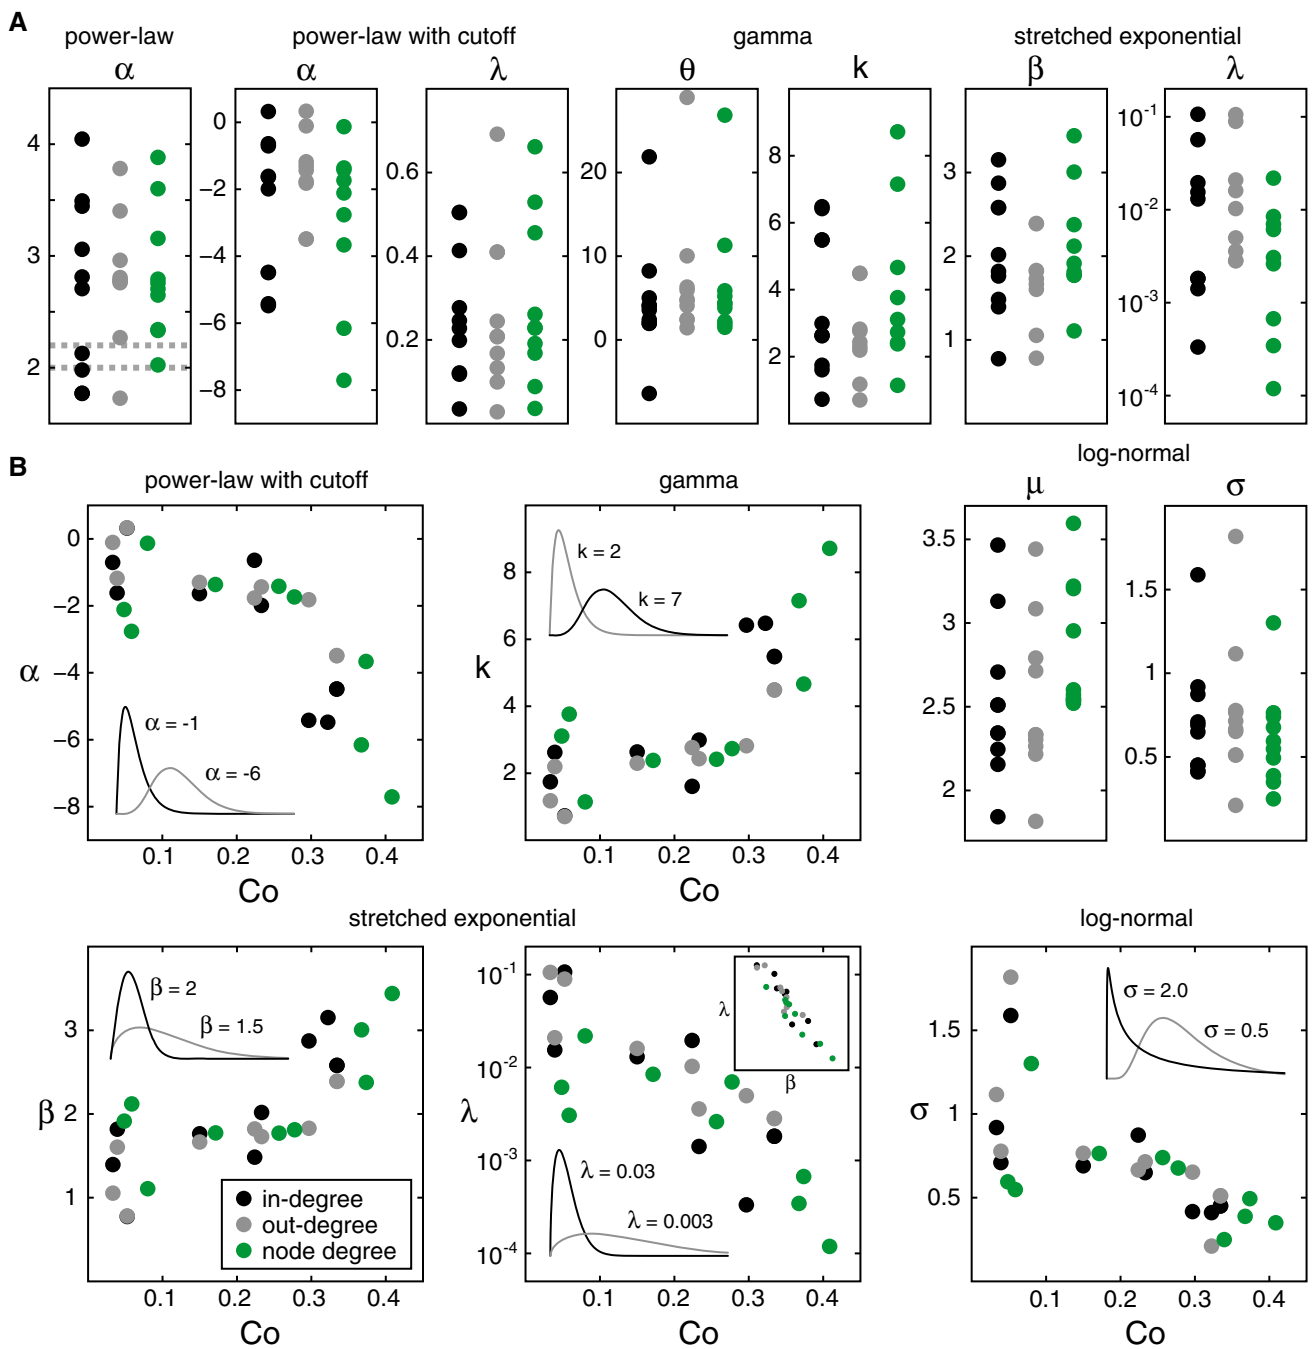 A
power-law
power-law with cutoff
gamma
stretched exponential
α
α
λ
θ
k
β
λ
4
3
2
0
−2
−4
−6
−8
0.6
0.4
0.2
20
10
0
8
6
4
2
3
2
1
10-1
10-2
10-3
10-4
B
power-law with cutoff
gamma
log-normal
μ
σ
α
0
−2
−4
−6
−8
α = -1
α = -6
0.1
0.2
0.3
0.4
Co
k
8
6
4
2
k = 2
k = 7
0.1
0.2
0.3
0.4
Co
3.5
3
2.5
2
1.5
1
0.5
stretched exponential
log-normal
β
3
2
1
β = 2
β = 1.5
in-degree
out-degree
node degree
0.1
0.2
0.3
0.4
Co
λ
10-1
10-2
10-3
10-4
λ
β
λ = 0.03
λ = 0.003
0.1
0.2
0.3
0.4
Co
σ
1.5
1
0.5
σ = 2.0
σ = 0.5
0.1
0.2
0.3
0.4
Co